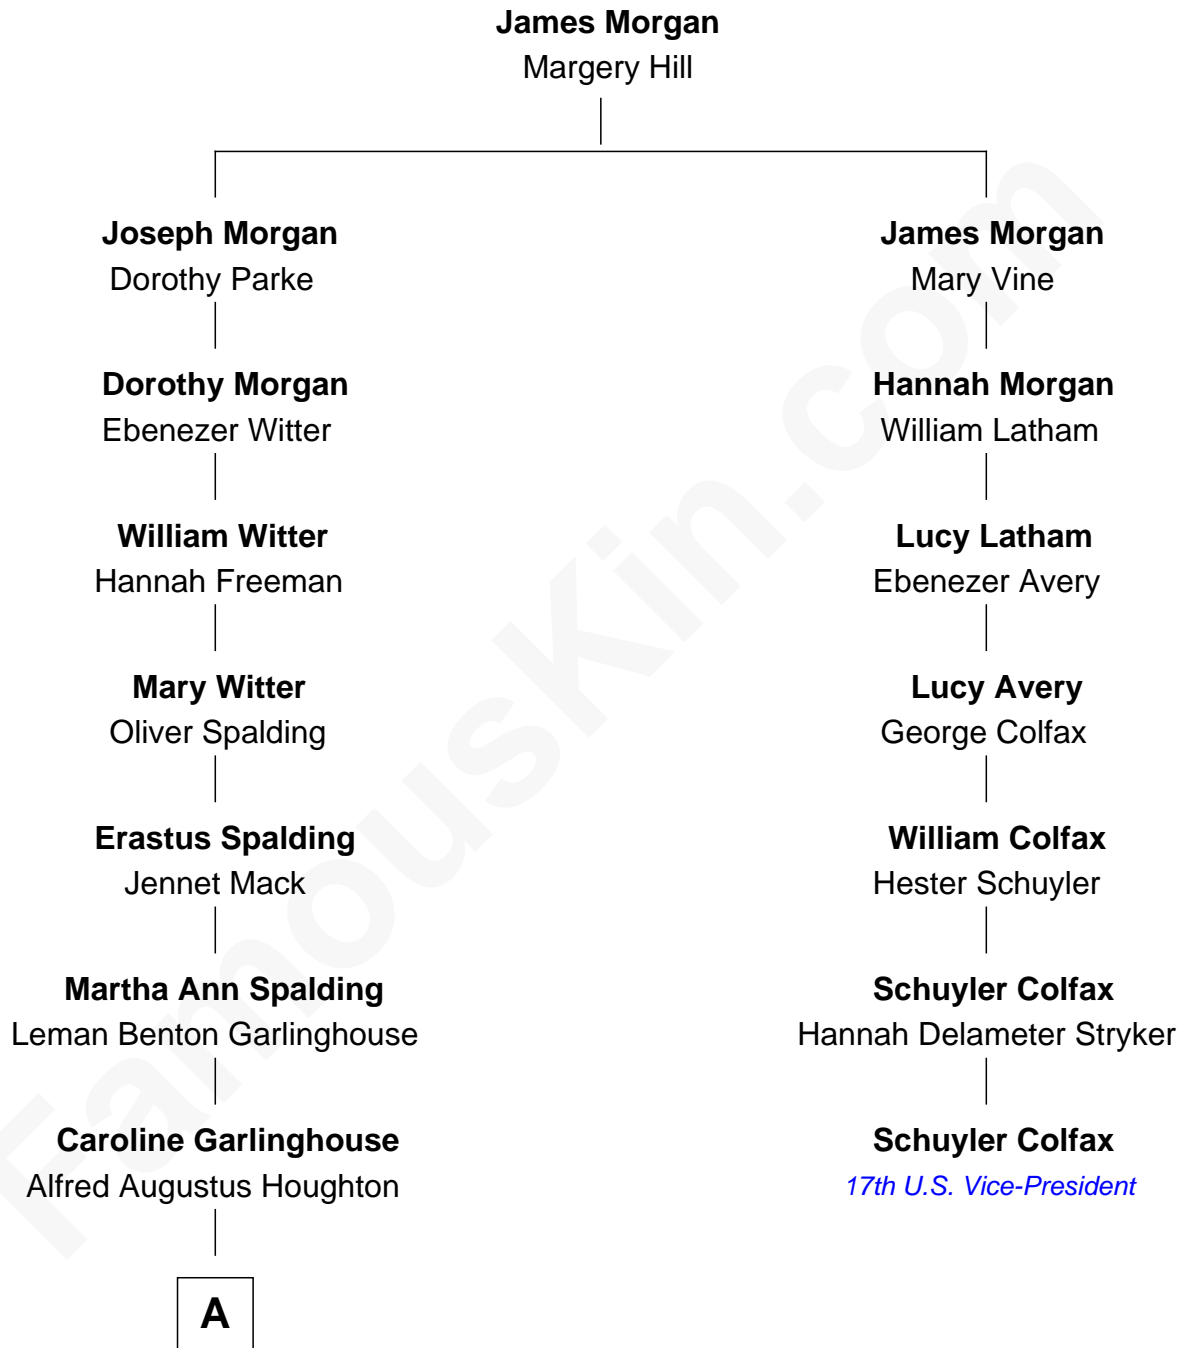 James Morgan
Margery Hill
Joseph Morgan
Dorothy Parke
James Morgan
Mary Vine
Dorothy Morgan
Ebenezer Witter
Hannah Morgan
William Latham
William Witter
Hannah Freeman
Lucy Latham
Ebenezer Avery
Mary Witter
Oliver Spalding
Lucy Avery
George Colfax
Erastus Spalding
Jennet Mack
William Colfax
Hester Schuyler
Martha Ann Spalding
Leman Benton Garlinghouse
Schuyler Colfax
Hannah Delameter Stryker
Caroline Garlinghouse
Alfred Augustus Houghton
Schuyler Colfax
17th U.S. Vice-President
A
FamousKin.com